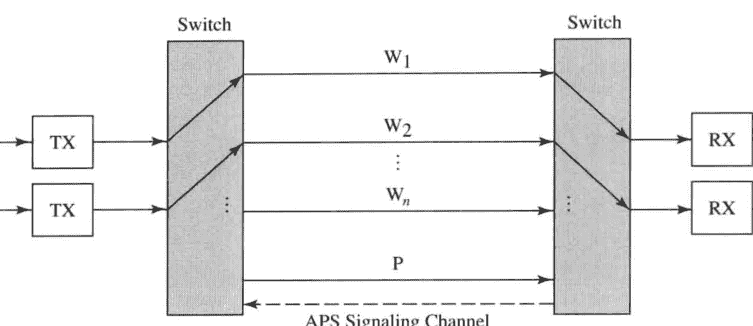 Switch
Switch
W1
TX
W2
RX
⋮
TX
⋮
Wn
⋮
RX
P
APS Signaling Channel